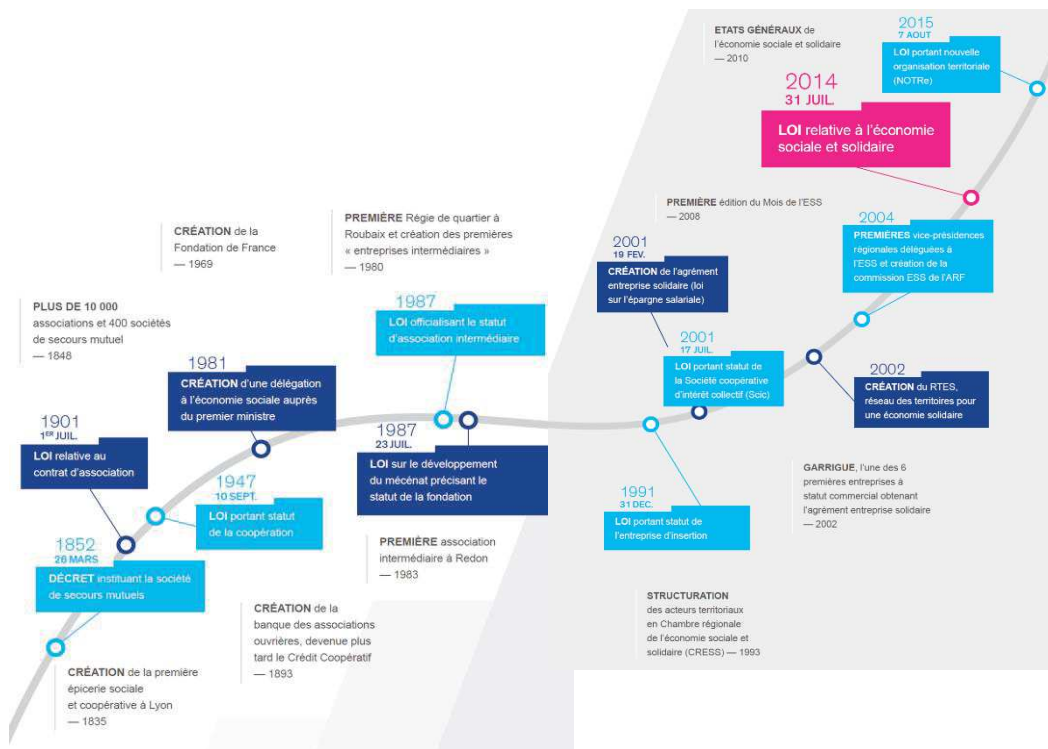 ETATS GÉNÉRAUX de
l'économie sociale et solidaire
— 2010
2015
7 AOUT
LOI portant nouvelle
organisation territoriale
(NOTRe)
2014
31 JUIL.
LOI relative à l'économie
sociale et solidaire
PREMIÈRE édition du Mois de l'ESS
— 2008
2004
PREMIÈRES vice-présidences
régionales déléguées à
l'ESS et création de la
commission ESS de l'ARF
CRÉATION de la
Fondation de France
— 1969
PREMIÈRE Régie de quartier à
Roubaix et création des premières
« entreprises intermédiaires »
— 1980
2001
19 FEV.
CRÉATION de l'agrément
entreprise solidaire (loi
sur l'épargne salariale)
PLUS DE 10 000
associations et 400 sociétés
de secours mutuel
— 1848
1987
LOI officialisant le statut
d'association intermédiaire
2001
17 JUIL.
LOI portant statut de
la Société coopérative
d'intérêt collectif (Scic)
1981
CRÉATION d'une délégation
à l'économie sociale auprès
du premier ministre
2002
CRÉATION du RTES,
réseau des territoires pour
une économie solidaire
1901
1ER JUIL.
LOI relative au
contrat d'association
1987
23 JUIL.
LOI sur le développement
du mécénat précisant le
statut de la fondation
1947
10 SEPT.
LOI portant statut
de la coopération
1991
31 DEC.
LOI portant statut de
l'entreprise d'insertion
GARRIGUE, l'une des 6
premières entreprises à
statut commercial obtenant
l'agrément entreprise solidaire
— 2002
1852
26 MARS
DÉCRET instituant la société
de secours mutuels
PREMIÈRE association
intermédiaire à Redon
— 1983
CRÉATION de la
banque des associations
ouvrières, devenue plus
tard le Crédit Coopératif
— 1893
STRUCTURATION
des acteurs territoriaux
en Chambre régionale
de l'économie sociale et
solidaire (CRESS) — 1993
CRÉATION de la première
épicerie sociale
et coopérative à Lyon
— 1835